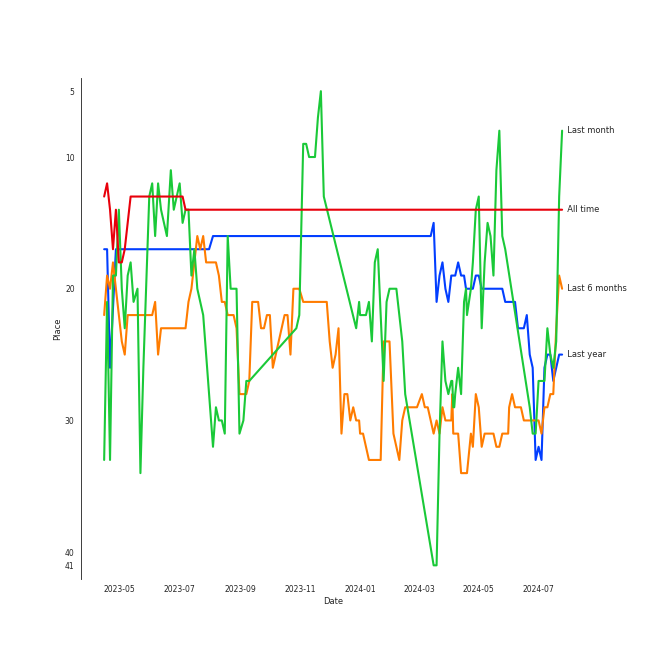 5
10
20
30
40
41
Place
2023-05
2023-07
2023-09
2023-11
2024-01
2024-03
2024-05
2024-07
Date
Last month
All time
Last 6 months
Last year